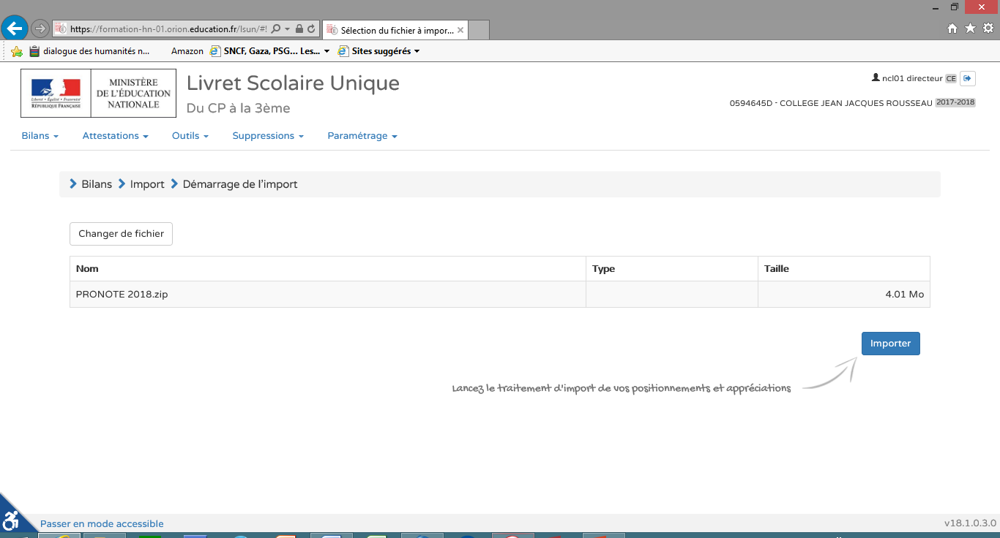 https://formation-hn-01.orion.education.fr/lsun/#!
Sélection du fichier à impor...
dialogue des humanités n...
Amazon
SNCF, Gaza, PSG... Les...
Sites suggérés
MINISTÈRE
DE L'ÉDUCATION
NATIONALE
Liberté • Égalité • Fraternité
RÉPUBLIQUE FRANÇAISE
Livret Scolaire Unique
Du CP à la 3ème
ncl01 directeur CE
0594645D - COLLEGE JEAN JACQUES ROUSSEAU 2017-2018
Bilans Attestations Outils Suppressions Paramétrage
Bilans Import Démarrage de l'import
Changer de fichier
Nom Type Taille
PRONOTE 2018.zip 4.01 Mo
Importer
Lancez le traitement d'import de vos positionnements et appréciations
Passer en mode accessible
v18.1.0.3.0